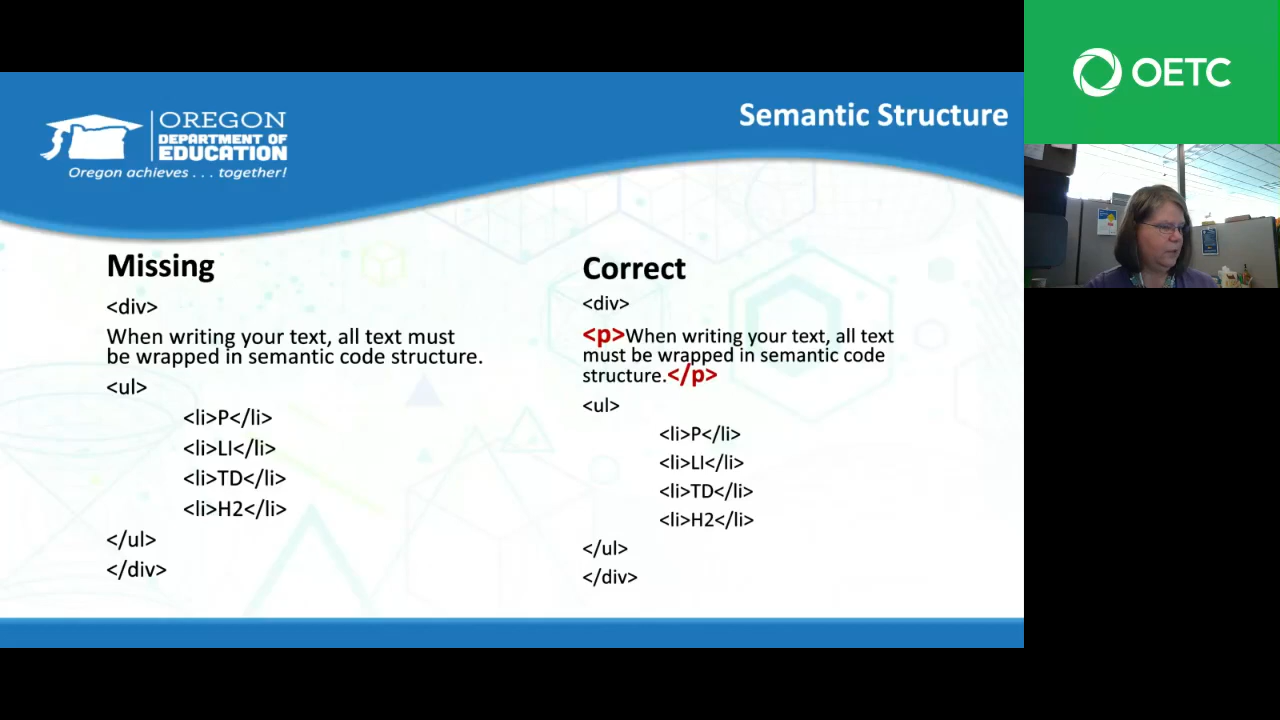 OETC
OREGON
DEPARTMENT OF
EDUCATION
Oregon achieves . . . together!
Semantic Structure
Missing
<div>
When writing your text, all text must
be wrapped in semantic code structure.
<ul>
<li>P</li>
<li>LI</li>
<li>TD</li>
<li>H2</li>
</ul>
</div>
Correct
<div>
<p>When writing your text, all text
must be wrapped in semantic code
structure.</p>
<ul>
<li>P</li>
<li>LI</li>
<li>TD</li>
<li>H2</li>
</ul>
</div>